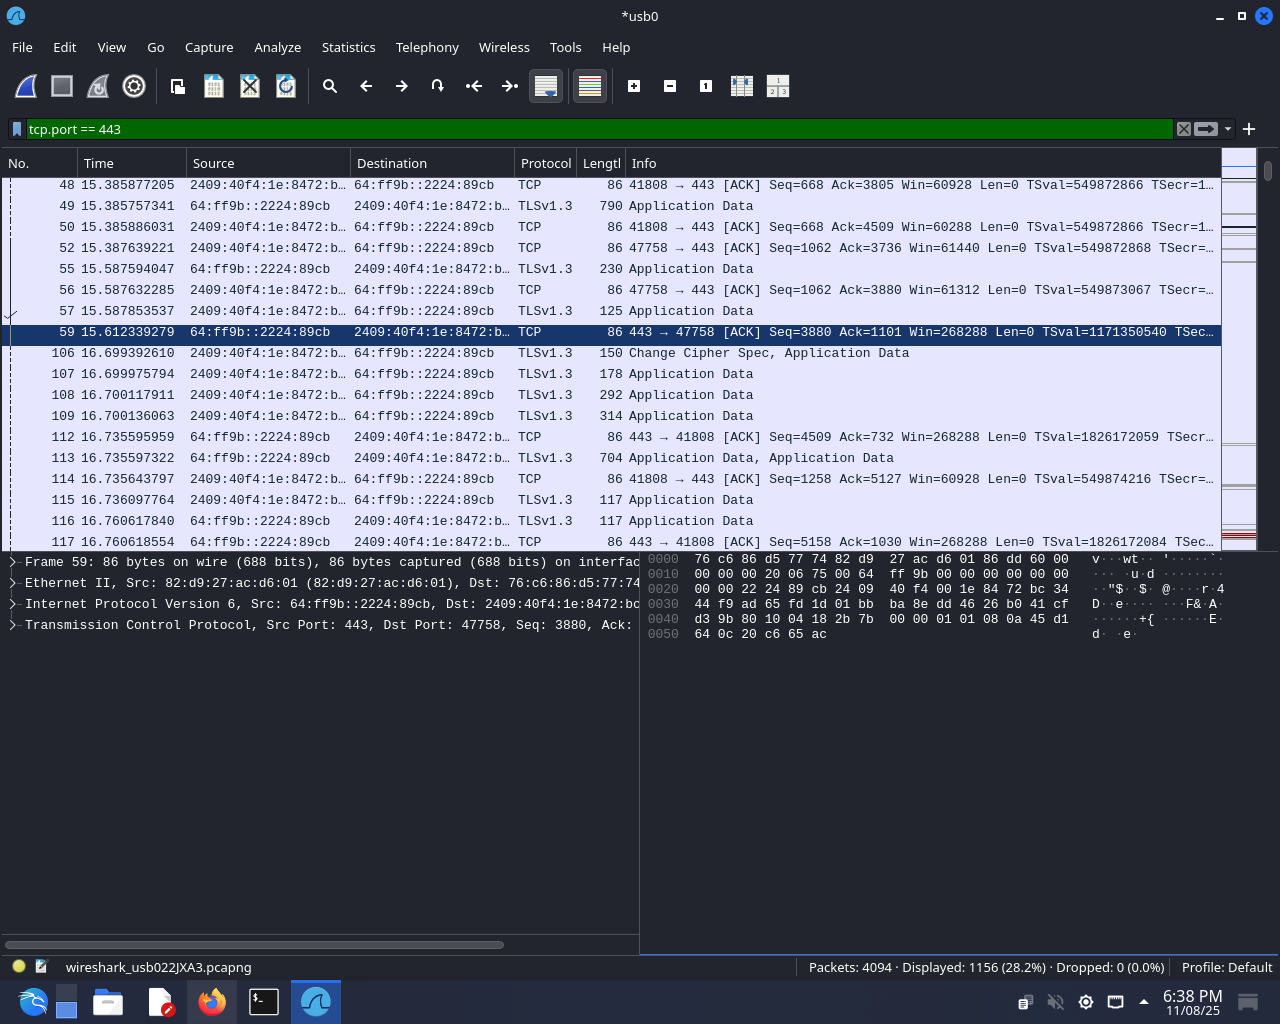 *usb0
File Edit View Go Capture Analyze Statistics Telephony Wireless Tools Help
tcp.port == 443
No. Time Source Destination Protocol Lengtl Info
48 15.385877205 2409:40f4:1e:8472:b… 64:ff9b::2224:89cb TCP 86 41808 → 443 [ACK] Seq=668 Ack=3805 Win=60928 Len=0 TSval=549872866 TSecr=1…
49 15.385757341 64:ff9b::2224:89cb 2409:40f4:1e:8472:b… TLSv1.3 790 Application Data
50 15.385886031 2409:40f4:1e:8472:b… 64:ff9b::2224:89cb TCP 86 41808 → 443 [ACK] Seq=668 Ack=4509 Win=60288 Len=0 TSval=549872866 TSecr=1…
52 15.387639221 2409:40f4:1e:8472:b… 64:ff9b::2224:89cb TCP 86 47758 → 443 [ACK] Seq=1062 Ack=3736 Win=61440 Len=0 TSval=549872868 TSecr=…
55 15.587594047 64:ff9b::2224:89cb 2409:40f4:1e:8472:b… TLSv1.3 230 Application Data
56 15.587632285 2409:40f4:1e:8472:b… 64:ff9b::2224:89cb TCP 86 47758 → 443 [ACK] Seq=1062 Ack=3880 Win=61312 Len=0 TSval=549873067 TSecr=…
57 15.587853537 2409:40f4:1e:8472:b… 64:ff9b::2224:89cb TLSv1.3 125 Application Data
59 15.612339279 64:ff9b::2224:89cb 2409:40f4:1e:8472:b… TCP 86 443 → 47758 [ACK] Seq=3880 Ack=1101 Win=268288 Len=0 TSval=1171350540 TSec…
106 16.699392610 2409:40f4:1e:8472:b… 64:ff9b::2224:89cb TLSv1.3 150 Change Cipher Spec, Application Data
107 16.699975794 2409:40f4:1e:8472:b… 64:ff9b::2224:89cb TLSv1.3 178 Application Data
108 16.700117911 2409:40f4:1e:8472:b… 64:ff9b::2224:89cb TLSv1.3 292 Application Data
109 16.700136063 2409:40f4:1e:8472:b… 64:ff9b::2224:89cb TLSv1.3 314 Application Data
112 16.735595959 64:ff9b::2224:89cb 2409:40f4:1e:8472:b… TCP 86 443 → 41808 [ACK] Seq=4509 Ack=732 Win=268288 Len=0 TSval=1826172059 TSecr…
113 16.735597322 64:ff9b::2224:89cb 2409:40f4:1e:8472:b… TLSv1.3 704 Application Data, Application Data
114 16.735643797 2409:40f4:1e:8472:b… 64:ff9b::2224:89cb TCP 86 41808 → 443 [ACK] Seq=1258 Ack=5127 Win=60928 Len=0 TSval=549874216 TSecr=…
115 16.736097764 2409:40f4:1e:8472:b… 64:ff9b::2224:89cb TLSv1.3 117 Application Data
116 16.760617840 64:ff9b::2224:89cb 2409:40f4:1e:8472:b… TLSv1.3 117 Application Data
117 16.760618554 64:ff9b::2224:89cb 2409:40f4:1e:8472:b… TCP 86 443 → 41808 [ACK] Seq=5158 Ack=1030 Win=268288 Len=0 TSval=1826172084 TSec…
Frame 59: 86 bytes on wire (688 bits), 86 bytes captured (688 bits) on interfac
Ethernet II, Src: 82:d9:27:ac:d6:01 (82:d9:27:ac:d6:01), Dst: 76:c6:86:d5:77:74
Internet Protocol Version 6, Src: 64:ff9b::2224:89cb, Dst: 2409:40f4:1e:8472:bc
Transmission Control Protocol, Src Port: 443, Dst Port: 47758, Seq: 3880, Ack:
0000 76 c6 86 d5 77 74 82 d9 27 ac d6 01 86 dd 60 00 v···wt·· '·····`·
0010 00 00 00 20 06 75 00 64 ff 9b 00 00 00 00 00 00 ··· ·u·d ········
0020 00 00 22 24 89 cb 24 09 40 f4 00 1e 84 72 bc 34 ··"$··$· @····r·4
0030 44 f9 ad 65 fd 1d 01 bb ba 8e dd 46 26 b0 41 cf D··e···· ···F&·A·
0040 d3 9b 80 10 04 18 2b 7b 00 00 01 01 08 0a 45 d1 ······+{ ······E·
0050 64 0c 20 c6 65 ac d· ·e·
wireshark_usb022JXA3.pcapng
Packets: 4094 · Displayed: 1156 (28.2%) · Dropped: 0 (0.0%)
Profile: Default
6:38 PM
11/08/25